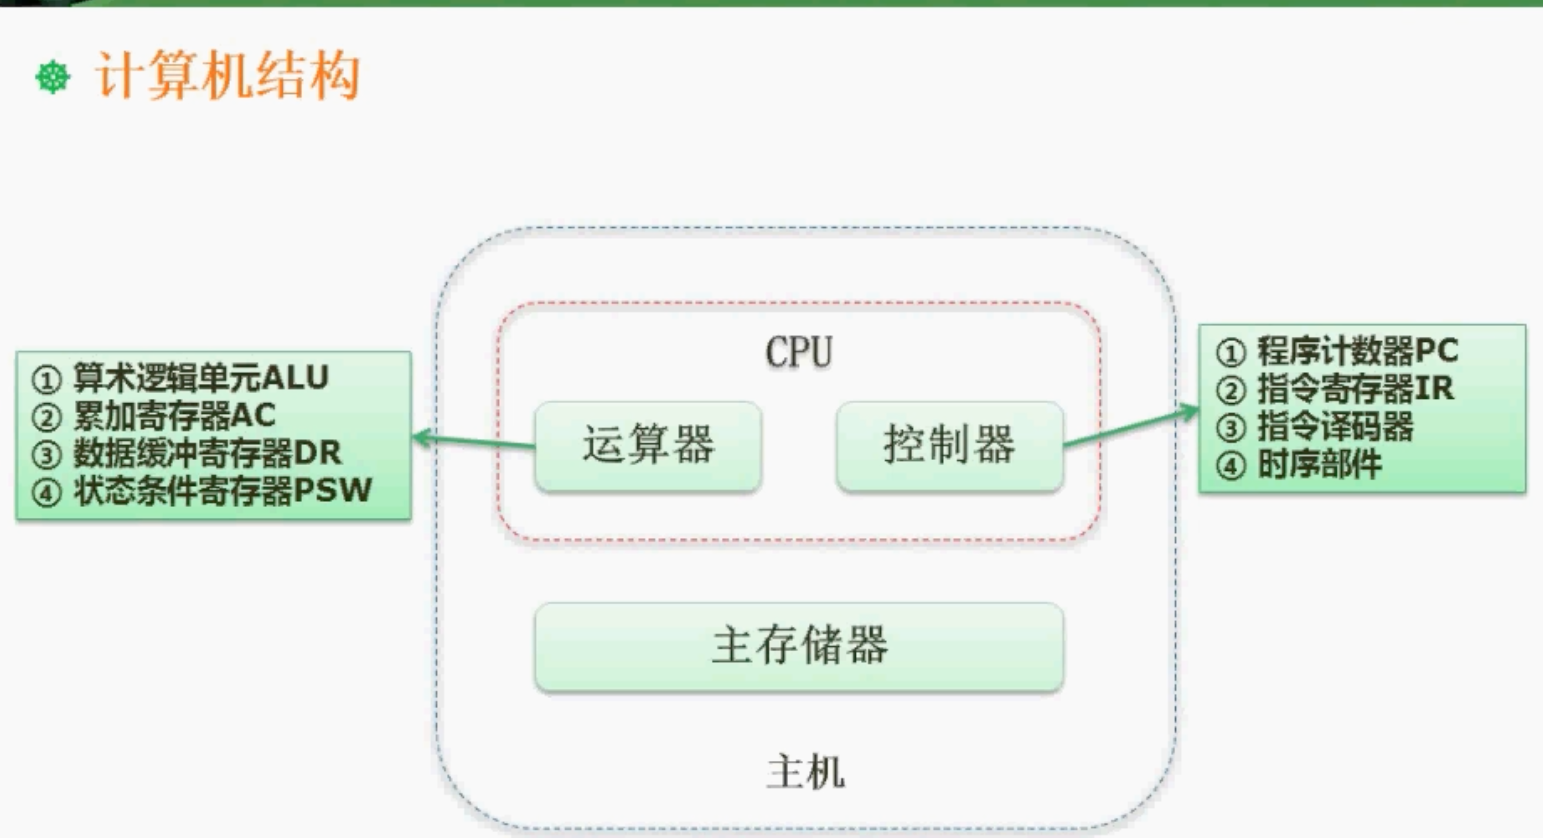 计算机结构
① 算术逻辑单元ALU
② 累加寄存器AC
③ 数据缓冲寄存器DR
④ 状态条件寄存器PSW
CPU
运算器
控制器
主存储器
主机
① 程序计数器PC
② 指令寄存器IR
③ 指令译码器
④ 时序部件